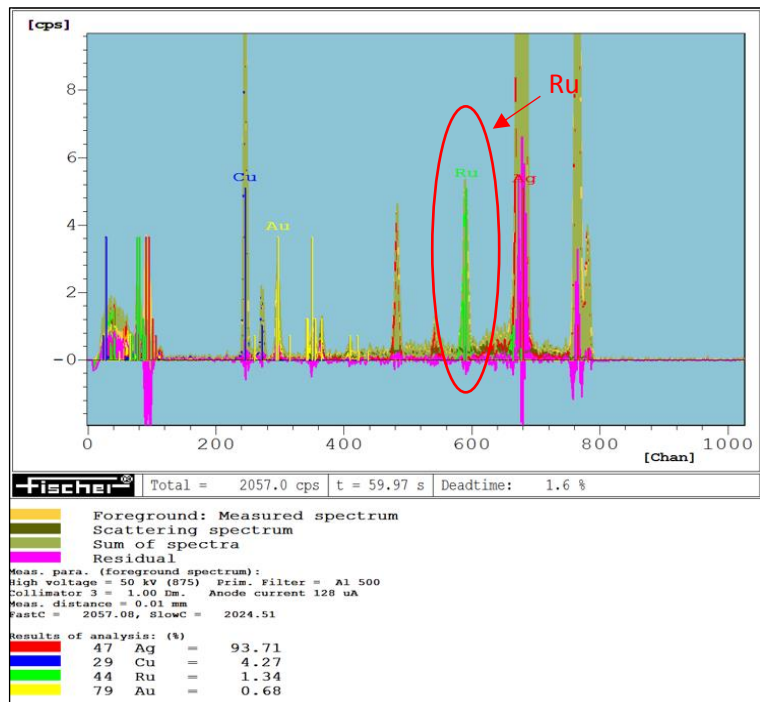 [cps]
8
6
4
2
0
Ru
Cu
Au
Ru
Ag
0 200 400 600 800 1000
[Chan]
Fischer® Total = 2057.0 cps t = 59.97 s Deadtime: 1.6 %
Foreground: Measured spectrum
Scattering spectrum
Sum of spectra
Residual
Meas. para. (foreground spectrum):
High voltage = 50 kV (875) Prim. Filter = Al 500
Collimator 3 = 1.00 Dm. Anode current 128 uA
Meas. distance = 0.01 mm
FastC = 2057.08, SlowC = 2024.51
Results of analysis: (%)
47 Ag = 93.71
29 Cu = 4.27
44 Ru = 1.34
79 Au = 0.68